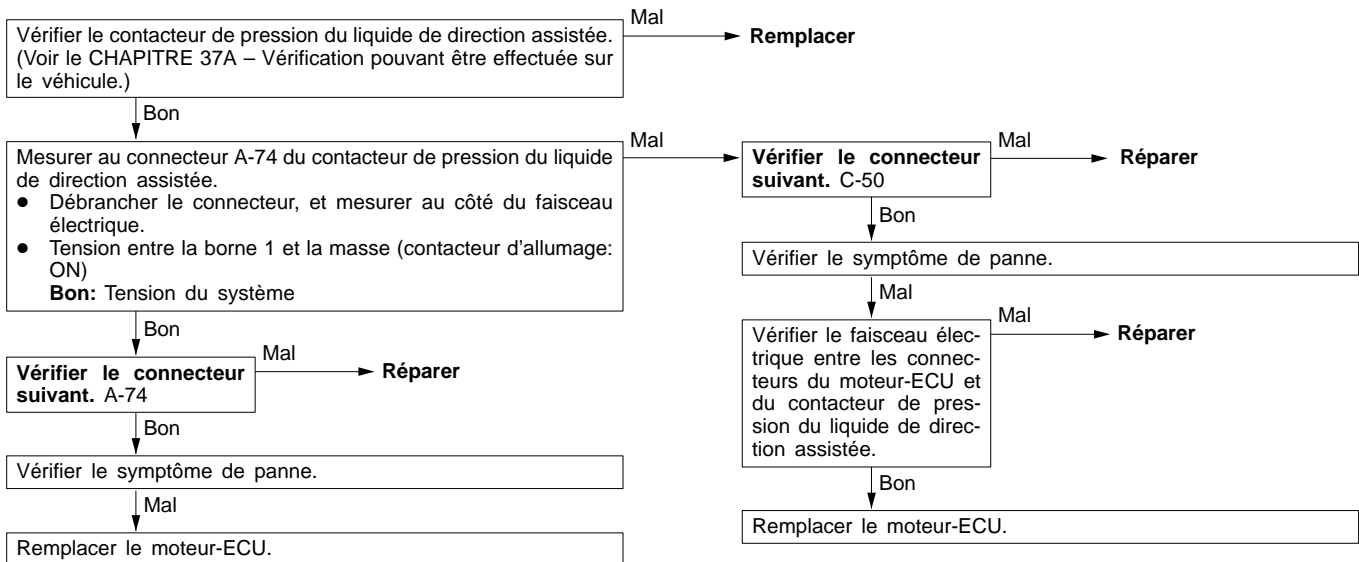 Vérifier le contacteur de pression du liquide de direction assistée.
(Voir le CHAPITRE 37A – Vérification pouvant être effectuée sur
le véhicule.)
Mal
Remplacer
Bon
Mesurer au connecteur A-74 du contacteur de pression du liquide
de direction assistée.
● Débrancher le connecteur, et mesurer au côté du faisceau
électrique.
● Tension entre la borne 1 et la masse (contacteur d'allumage:
ON)
Bon: Tension du système
Mal
Bon
Vérifier le connecteur
suivant. A-74
Mal
Réparer
Bon
Vérifier le symptôme de panne.
Mal
Remplacer le moteur-ECU.
Vérifier le connecteur
suivant. C-50
Mal
Réparer
Bon
Vérifier le symptôme de panne.
Mal
Vérifier le faisceau élec-
trique entre les connec-
teurs du moteur-ECU et
du contacteur de pres-
sion du liquide de direc-
tion assistée.
Mal
Réparer
Bon
Remplacer le moteur-ECU.